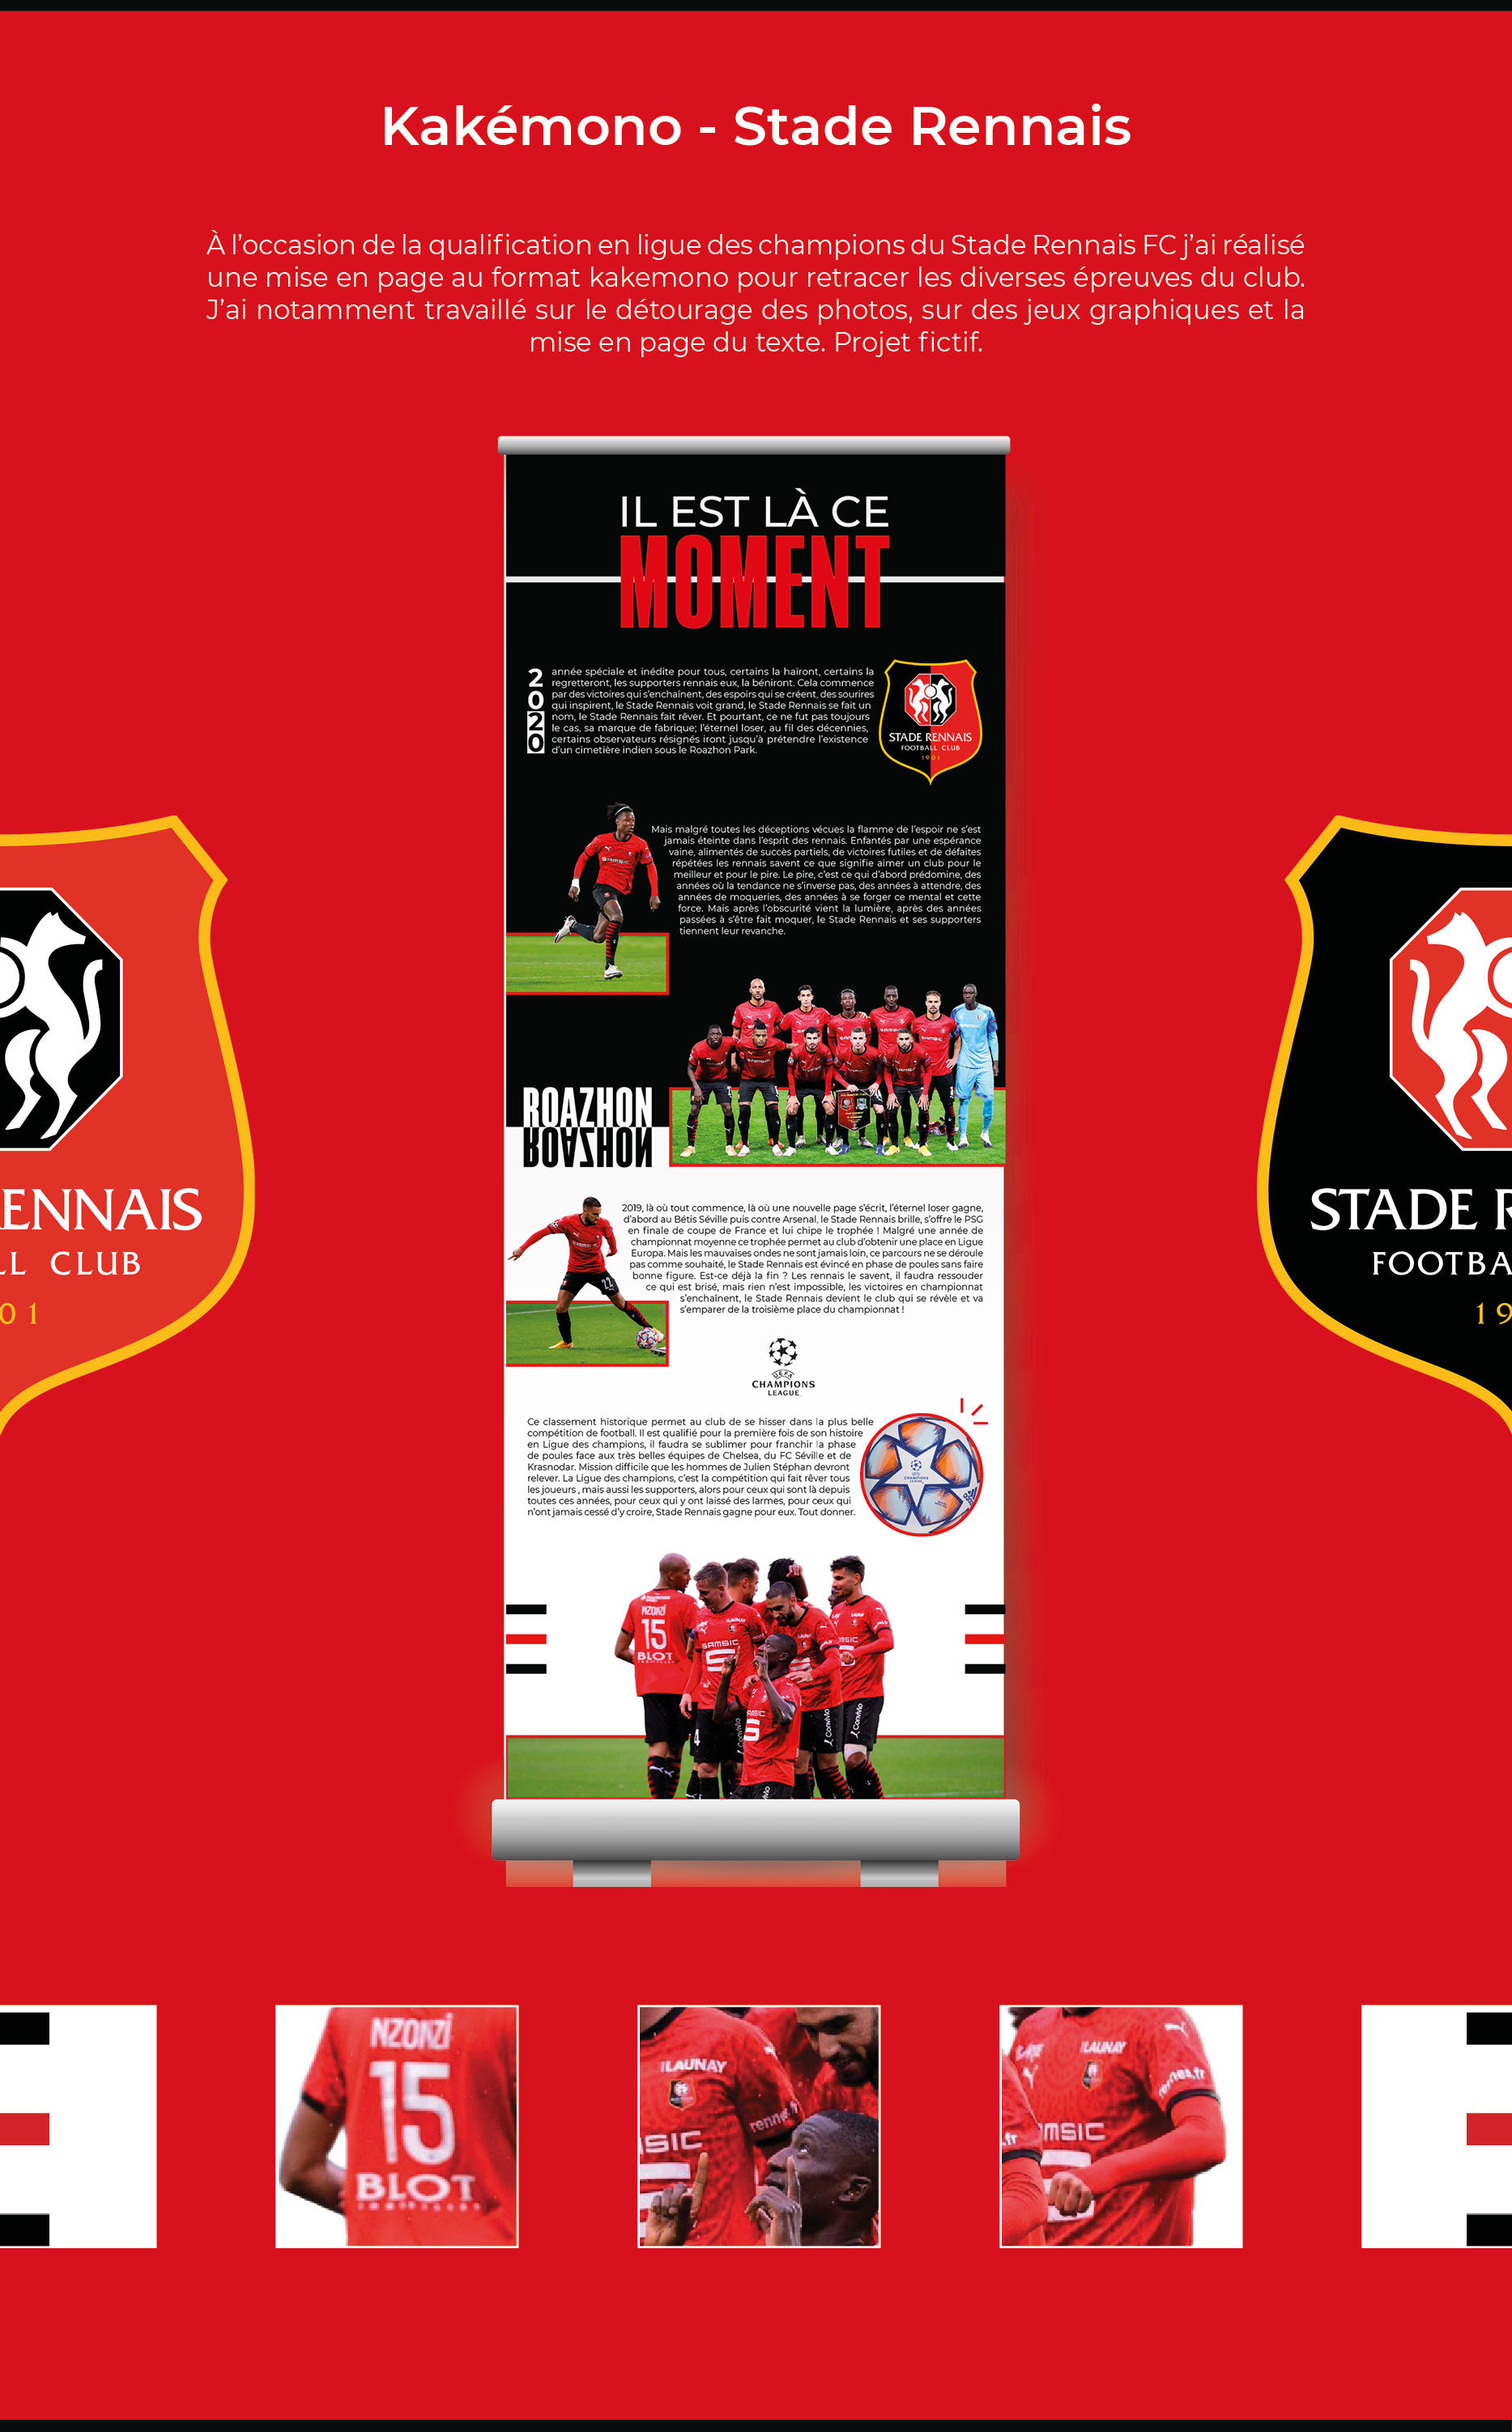 Kakémono - Stade Rennais
À l’occasion de la qualification en ligue des champions du Stade Rennais FC j’ai réalisé
une mise en page au format kakemono pour retracer les diverses épreuves du club.
J’ai notamment travaillé sur le détourage des photos, sur des jeux graphiques et la
mise en page du texte. Projet fictif.
IL EST LÀ CE
MOMENT
2020
année spéciale et inédite pour tous, certains la haïront, certains la
regretteront, les supporters rennais eux, la béniront. Cela commence
par des victoires qui s’enchaînent, des espoirs qui se créent, des sourires
qui inspirent, le Stade Rennais voit grand, le Stade Rennais se fait un
nom, le Stade Rennais fait rêver. Et pourtant, ce ne fut pas toujours
le cas, sa marque de fabrique; l’éternel loser, au fil des décennies,
certains observateurs résignés iront jusqu’à prétendre l’existence
d’un cimetière indien sous le Roazhon Park.
STADE RENNAIS
FOOTBALL CLUB
1901
Mais malgré toutes les déceptions vécues la flamme de l’espoir ne s’est
jamais éteinte dans l’esprit des rennais. Enfantés par une espérance
vaine, alimentés de succès partiels, de victoires futiles et de défaites
répétées les rennais savent ce que signifie aimer un club pour le
meilleur et pour le pire. Le pire, c’est ce qui d’abord prédomine, des
années où la tendance ne s’inverse pas, des années à attendre, des
années de moqueries, des années à se forger ce mental et cette
force. Mais après l’obscurité vient la lumière, après des années
passées à s’être fait moquer, le Stade Rennais et ses supporters
tiennent leur revanche.
SAMSIC
ROAZHON
ROAZHON
2019, là où tout commence, là où une nouvelle page s’écrit, l’éternel loser gagne,
d’abord au Bétis Séville puis contre Arsenal, le Stade Rennais brille, s’offre le PSG
en finale de coupe de France et lui chipe le trophée ! Malgré une année de
championnat moyenne ce trophée permet au club d’obtenir une place en Ligue
Europa. Mais les mauvaises ondes ne sont jamais loin, ce parcours ne se déroule
pas comme souhaité, le Stade Rennais est évincé en phase de poules sans faire
bonne figure. Est-ce déjà la fin ? Les rennais le savent, il faudra ressouder
ce qui est brisé, mais rien n’est impossible, les victoires en championnat
s’enchaînent, le Stade Rennais devient le club qui se révèle et va
s’emparer de la troisième place du championnat !
22
UEFA
CHAMPIONS
LEAGUE
Ce classement historique permet au club de se hisser dans la plus belle
compétition de football. Il est qualifié pour la première fois de son histoire
en Ligue des champions, il faudra se sublimer pour franchir la phase
de poules face aux très belles équipes de Chelsea, du FC Séville et de
Krasnodar. Mission difficile que les hommes de Julien Stéphan devront
relever. La Ligue des champions, c’est la compétition qui fait rêver tous
les joueurs , mais aussi les supporters, alors pour ceux qui sont là depuis
toutes ces années, pour ceux qui y ont laissé des larmes, pour ceux qui
n’ont jamais cessé d’y croire, Stade Rennais gagne pour eux. Tout donner.
CHAMPIONS
LEAGUE
NZONZI
15
BLOT
SAMSIC
LAUNAY
ConvVio
ENNAIS
LL CLUB
01
STADE R
FOOTBA
19
NZONZI
15
BLOT
LAUNAY
rennes
SIC
LAUNAY
rennes.fr
MSIC
.fr